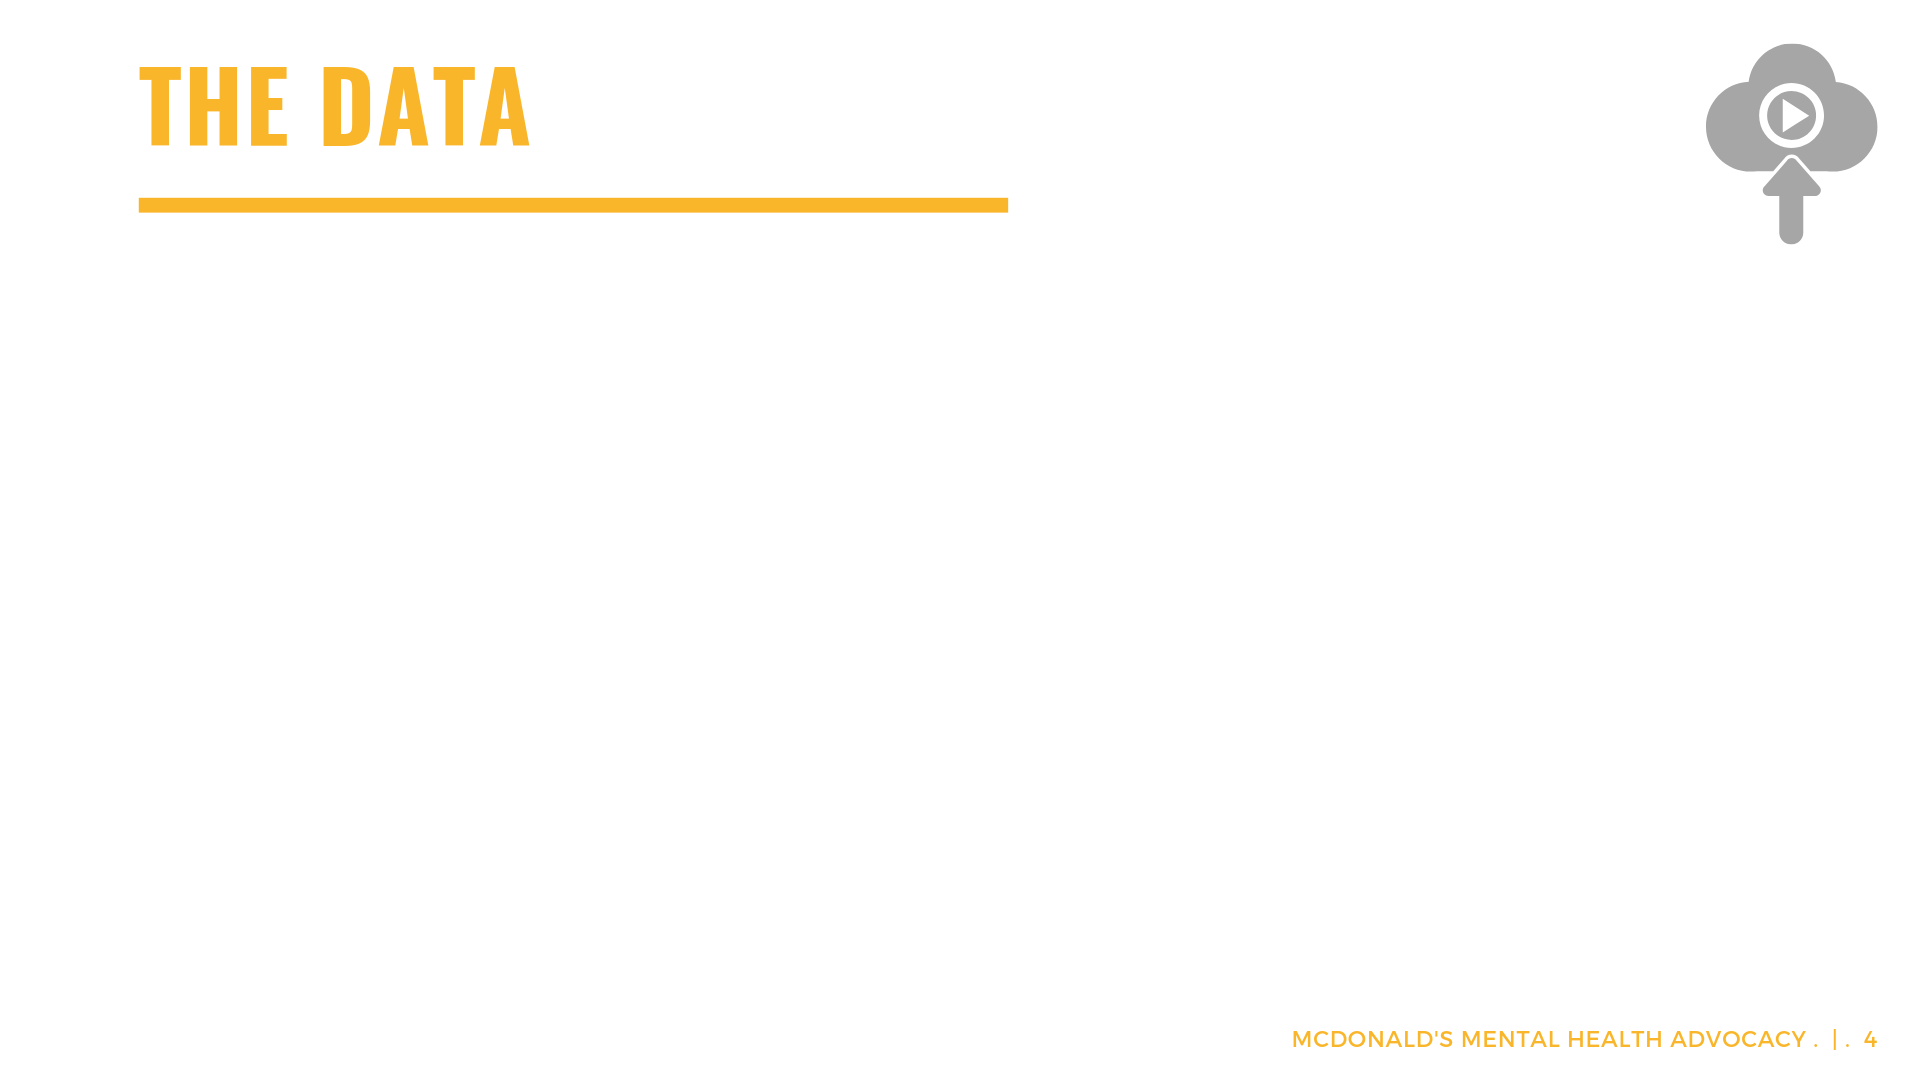 THE DATA
MCDONALD'S MENTAL HEALTH ADVOCACY . | . 4